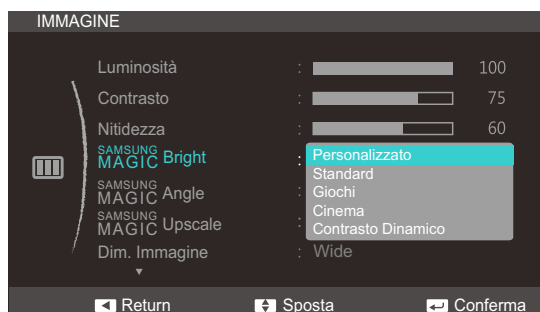 IMMAGINE
Luminosità : 100
Contrasto : 75
Nitidezza : 60
SAMSUNG MAGIC Bright : Personalizzato
Standard
SAMSUNG MAGIC Angle : Giochi
Cinema
SAMSUNG MAGIC Upscale : Contrasto Dinamico
Dim. Immagine : Wide
Return Sposta Conferma